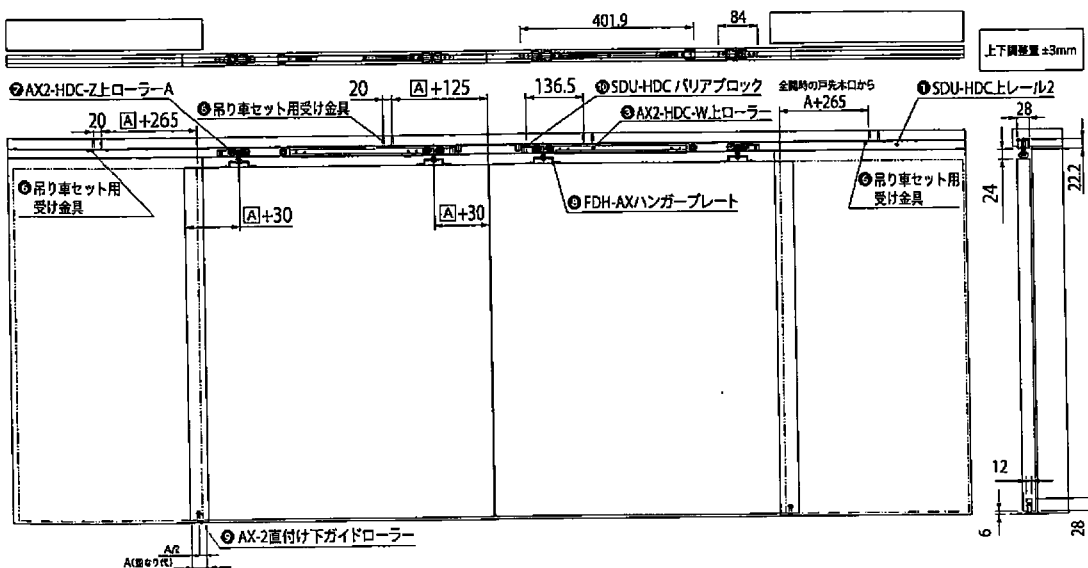 401.9
84
上下調整量 ±3mm
❼AX2-HDC-Z上ローラーA
❻吊り車セット用受け金具
20
A+125
❿SDU-HDC バリアブロック
136.5
❸AX2-HDC-W上ローラー
全開時の戸先木口から
A+265
❶SDU-HDC上レール2
28
20
A+265
❻吊り車セット用
受け金具
❻吊り車セット用
受け金具
22.2
24
A+30
A+30
❽FDH-AXハンガープレート
12
6
28
❾AX-2直付け下ガイドローラー
A/2
A(重なり代)